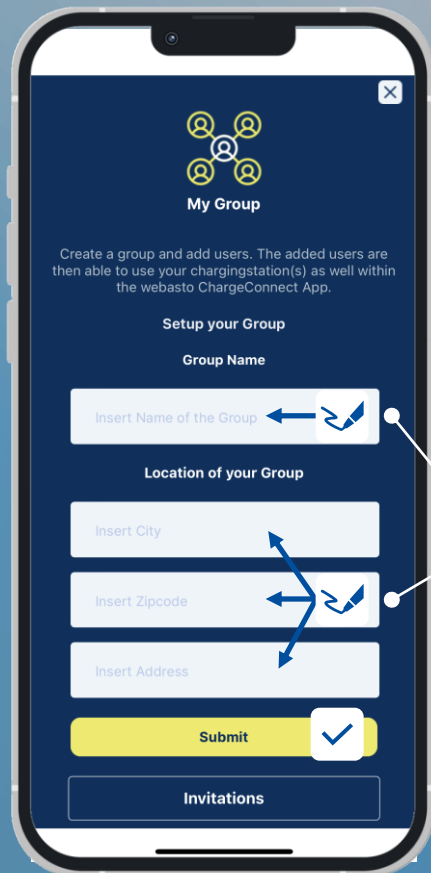 My Group
Create a group and add users. The added users are
then able to use your chargingstation(s) as well within
the webasto ChargeConnect App.
Setup your Group
Group Name
Insert Name of the Group
Location of your Group
Insert City
Insert Zipcode
Insert Address
Submit
Invitations